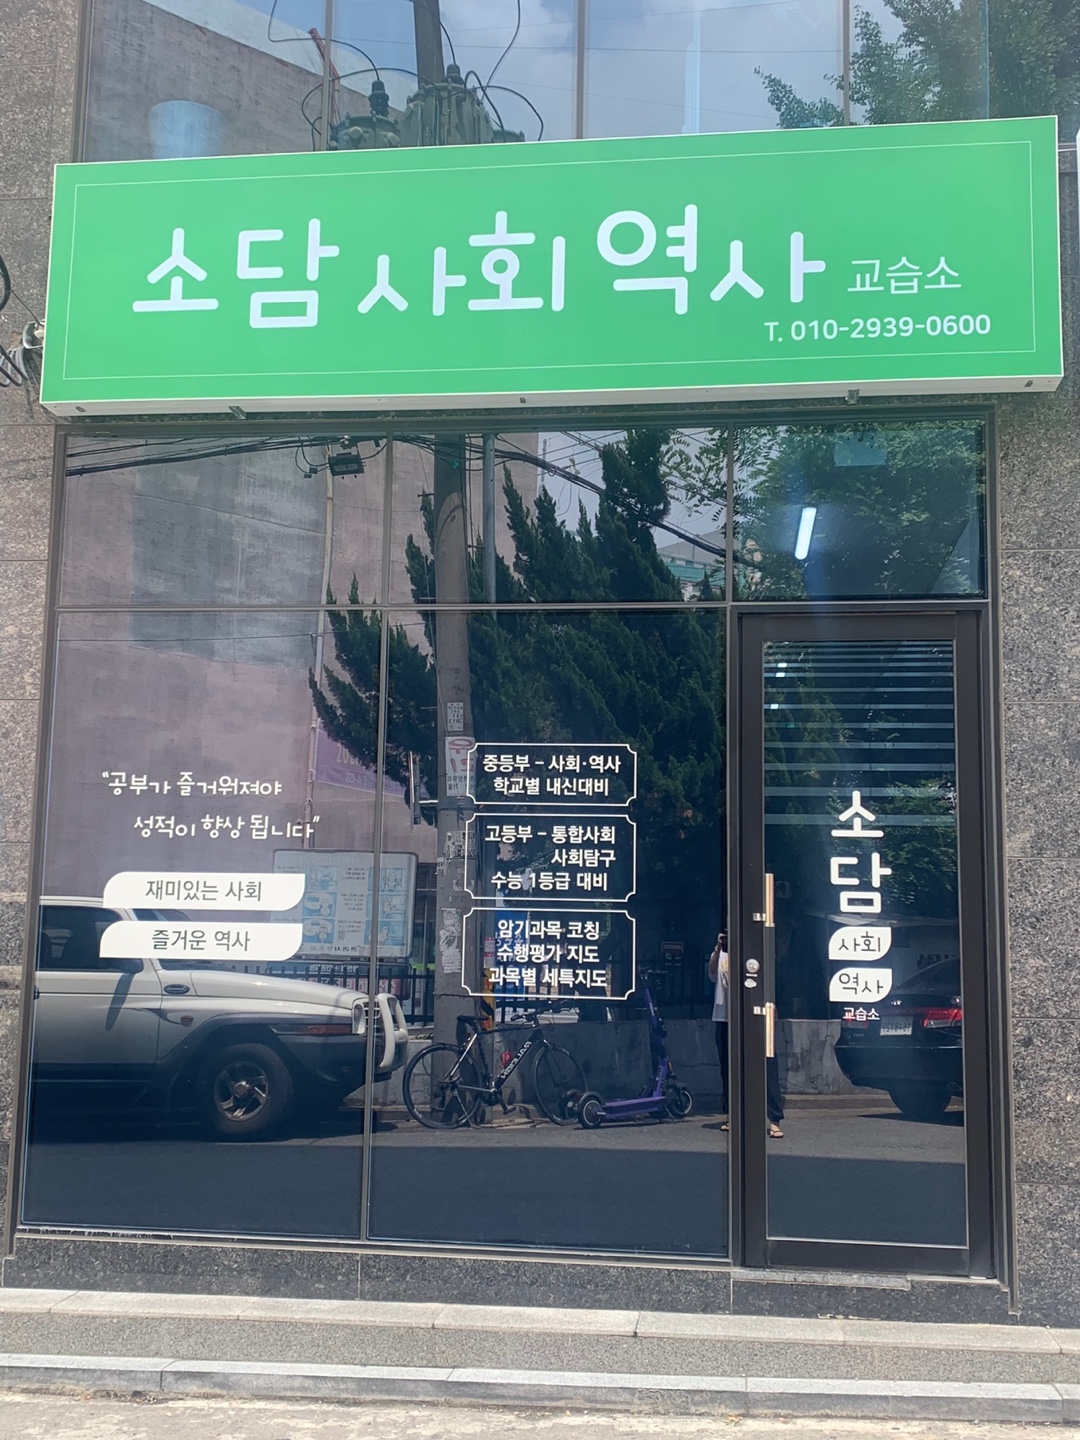 소담 사회 역사 교습소
T. 010-2939-0600
"공부가 즐거워져야
성적이 향상 됩니다"
재미있는 사회
즐거운 역사
중등부 - 사회·역사
학교별 내신대비
고등부 - 통합사회
사회탐구
수능 1등급 대비
암기과목 코칭
수행평가 지도
과목별 세특지도
소담
사회
역사
교습소